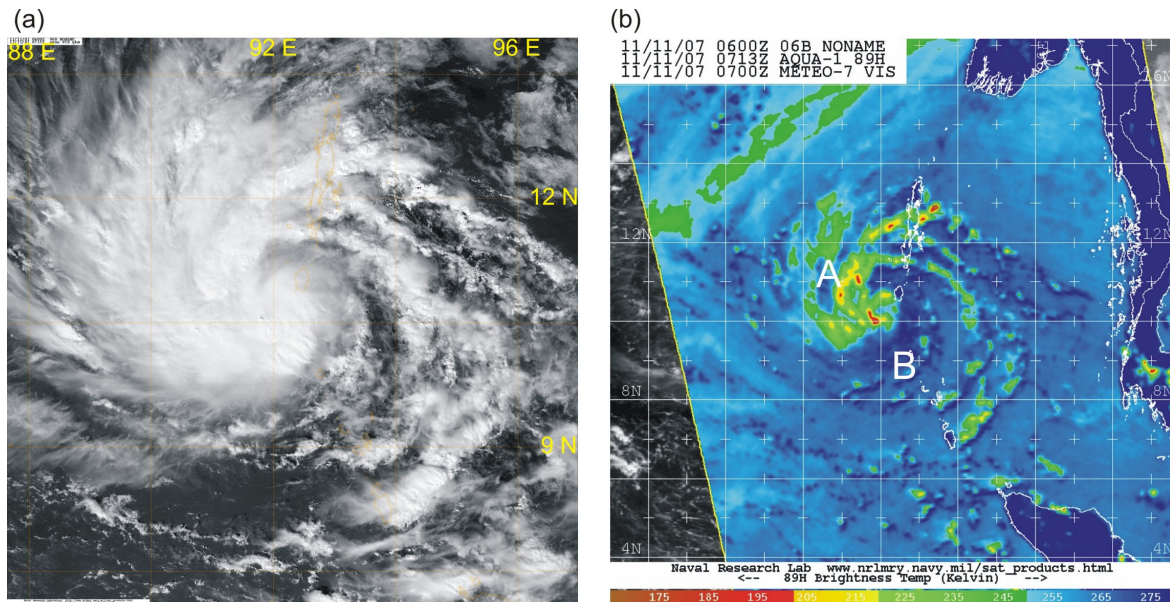 (a)
88 E
92 E
96 E
12 N
9 N
(b)
11/11/07 0600Z 06B NONAME
11/11/07 0713Z AQUA-1 89H
11/11/07 0700Z METEO-7 VIS
16N
12N
12N
A
B
8N
8N
4N
4N
Naval Research Lab www.nrlmry.navy.mil/sat_products.html
<-- 89H Brightness Temp (Kelvin) -->
175 185 195 205 215 225 235 245 255 265 275